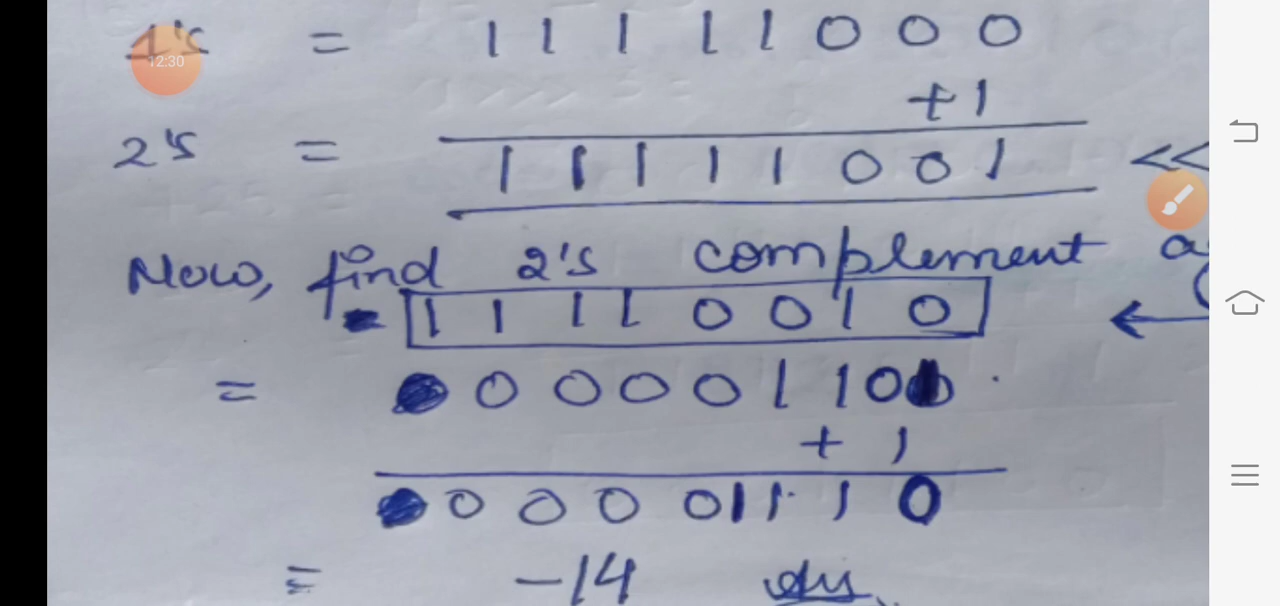 1's = 1 1 1 1 1 0 0 0
12:30
+1
2's = 1 1 1 1 1 0 0 1 <<
Now, find 2's complement
1 1 1 1 0 0 1 0 ←
= 0 0 0 0 1 1 0 1
+ 1
0 0 0 0 1 1 1 0
= -14 Ans